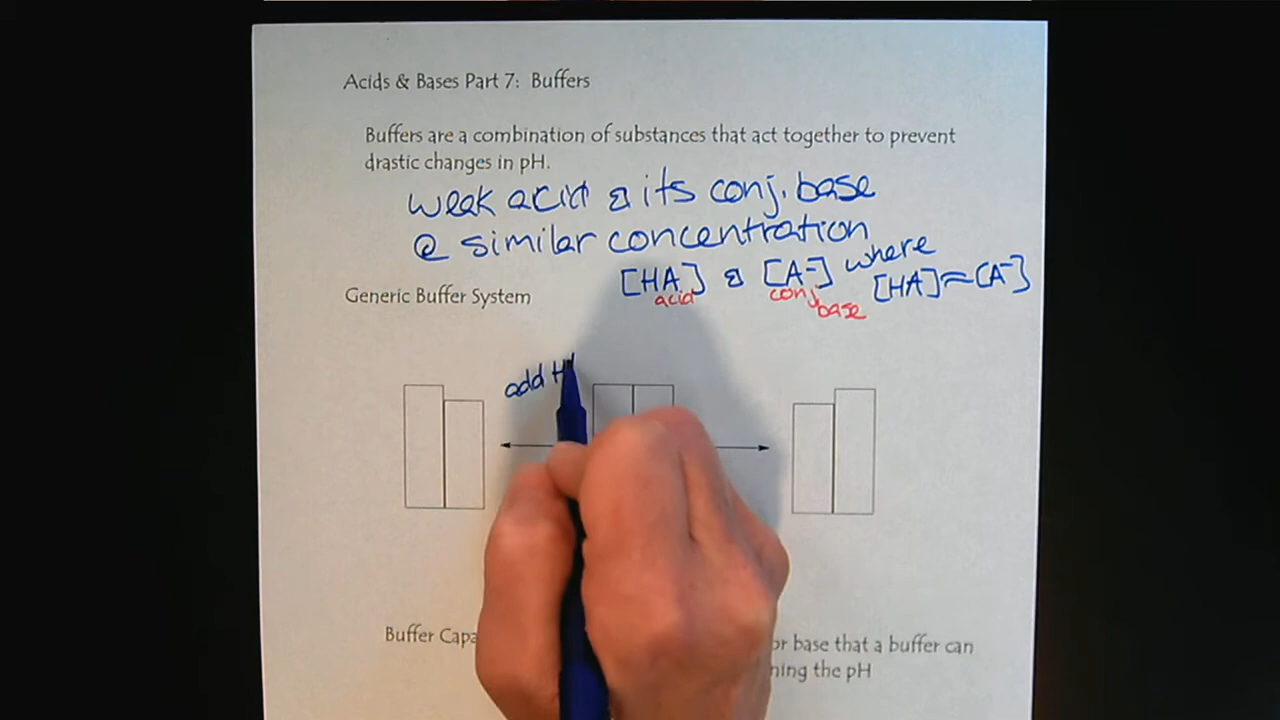 Acids & Bases Part 7: Buffers
Buffers are a combination of substances that act together to prevent
drastic changes in pH.
weak acid & its conj. base
@ similar concentration
[HA] & [A-] where
[HA]≈[A-]
acid
conj
base
Generic Buffer System
add H
Buffer Capa
or base that a buffer can
ning the pH